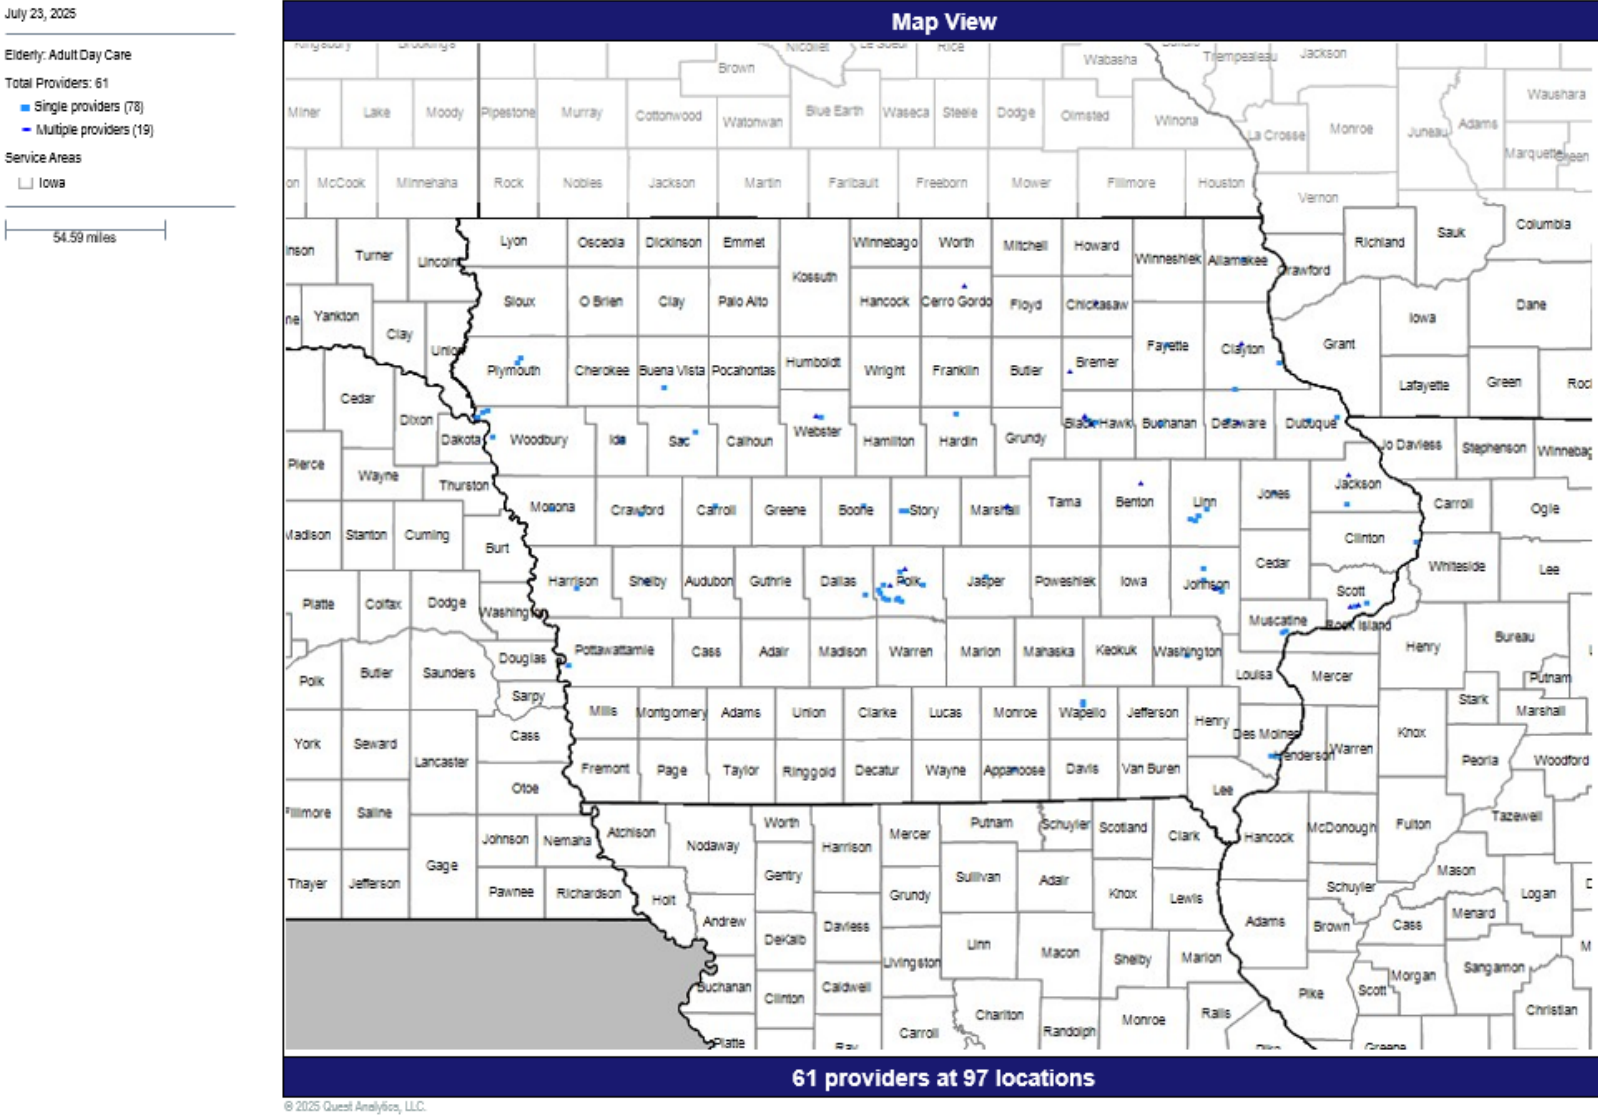 July 23, 2025
Elderly: Adult Day Care
Total Providers: 61
Single providers (78)
Multiple providers (19)
Service Areas
Iowa
54.59 miles
Map View
Kingsbury Brookings Nicollet Le Sueur Rice Wabasha Trempealeau Jackson
Brown Waushara
Miner Lake Moody Pipestone Murray Cottonwood Watonwan Blue Earth Waseca Steele Dodge Olmsted Winona La Crosse Monroe Juneau Adams
Marquette Green
McCook Minnehaha Rock Nobles Jackson Martin Faribault Freeborn Mower Fillmore Houston Vernon
Columbia
Turner Lincoln Lyon Osceola Dickinson Emmet Kossuth Winnebago Worth Mitchell Howard Winneshiek Allamakee Crawford Richland Sauk
Yankton Clay Union Sioux O Brien Clay Palo Alto Hancock Cerro Gordo Floyd Chickasaw Iowa Dane
Plymouth Cherokee Buena Vista Pocahontas Humboldt Wright Franklin Butler Bremer Fayette Clayton Grant
Lafayette Green Rock
Cedar Dixon Dakota Woodbury Ida Sac Calhoun Webster Hamilton Hardin Grundy Black Hawk Buchanan Delaware Dubuque Jo Daviess Stephenson Winnebag
Pierce Wayne Thurston
Monona Crawford Carroll Greene Boone Story Marshall Tama Benton Linn Jones Jackson Carroll Ogle
Madison Stanton Cuming Burt Clinton
Harrison Shelby Audubon Guthrie Dallas Polk Jasper Poweshiek Iowa Johnson Cedar Scott Whiteside Lee
Platte Colfax Dodge Washington Muscatine Rock Island
Henry Bureau
Douglas Pottawattamie Cass Adair Madison Warren Marion Mahaska Keokuk Washington Louisa Mercer
Polk Butler Saunders Sarpy Putnam
Mills Montgomery Adams Union Clarke Lucas Monroe Wapello Jefferson Henry Stark Marshall
York Seward Cass Des Moines Henderson Warren Knox
Lancaster Fremont Page Taylor Ringgold Decatur Wayne Appanoose Davis Van Buren Peoria Woodford
Otoe Lee
Fillmore Saline Atchison Worth Mercer Putnam Schuyler Scotland Clark Hancock McDonough Fulton Tazewell
Johnson Nemaha Nodaway Harrison
Gage Gentry Sullivan Adair Mason
Thayer Jefferson Pawnee Richardson Holt Grundy Knox Lewis Schuyler Logan
Andrew Daviess Adams Brown Cass Menard
DeKalb Linn Macon
Livingston Shelby Marion Sangamon
Buchanan Clinton Caldwell Pike Scott Morgan
Carroll Chariton Randolph Monroe Ralls Christian
Platte Ray Pike Greene
61 providers at 97 locations
© 2025 Quest Analytics, LLC.